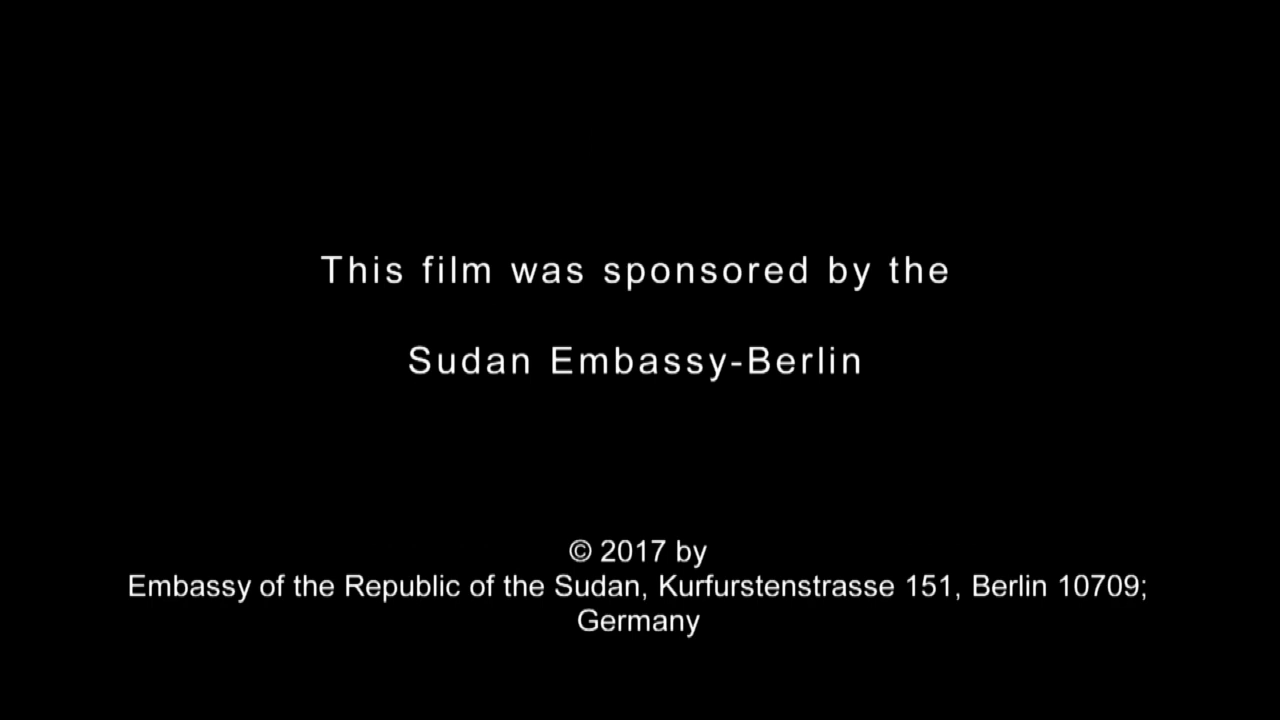 This film was sponsored by the
Sudan Embassy-Berlin
© 2017 by
Embassy of the Republic of the Sudan, Kurfurstenstrasse 151, Berlin 10709;
Germany